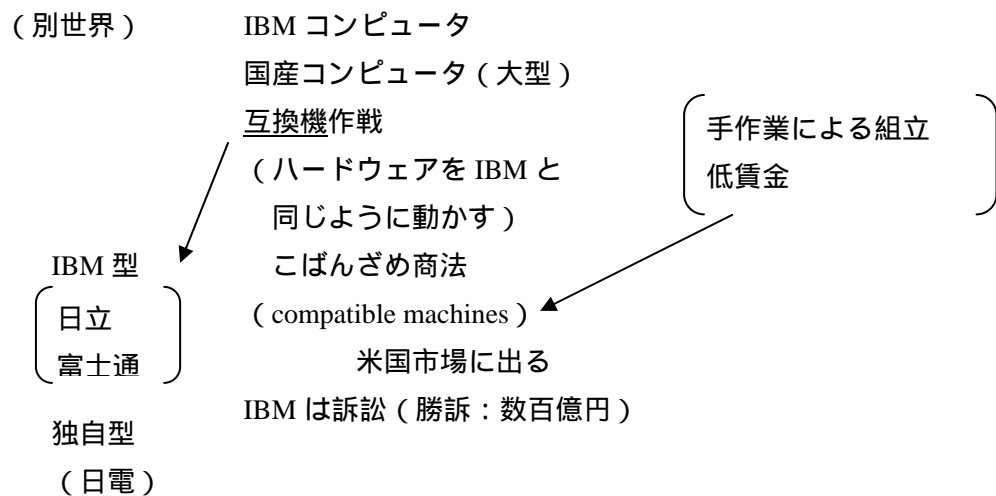 (別世界) IBM コンピュータ
国産コンピュータ(大型)
互換機作戦
(ハードウェアを IBM と
同じように動かす)
こばんざめ商法
(compatible machines)
米国市場に出る
IBM は訴訟(勝訴:数百億円)
手作業による組立
低賃金
IBM 型
日立
富士通
独自型
(日電)